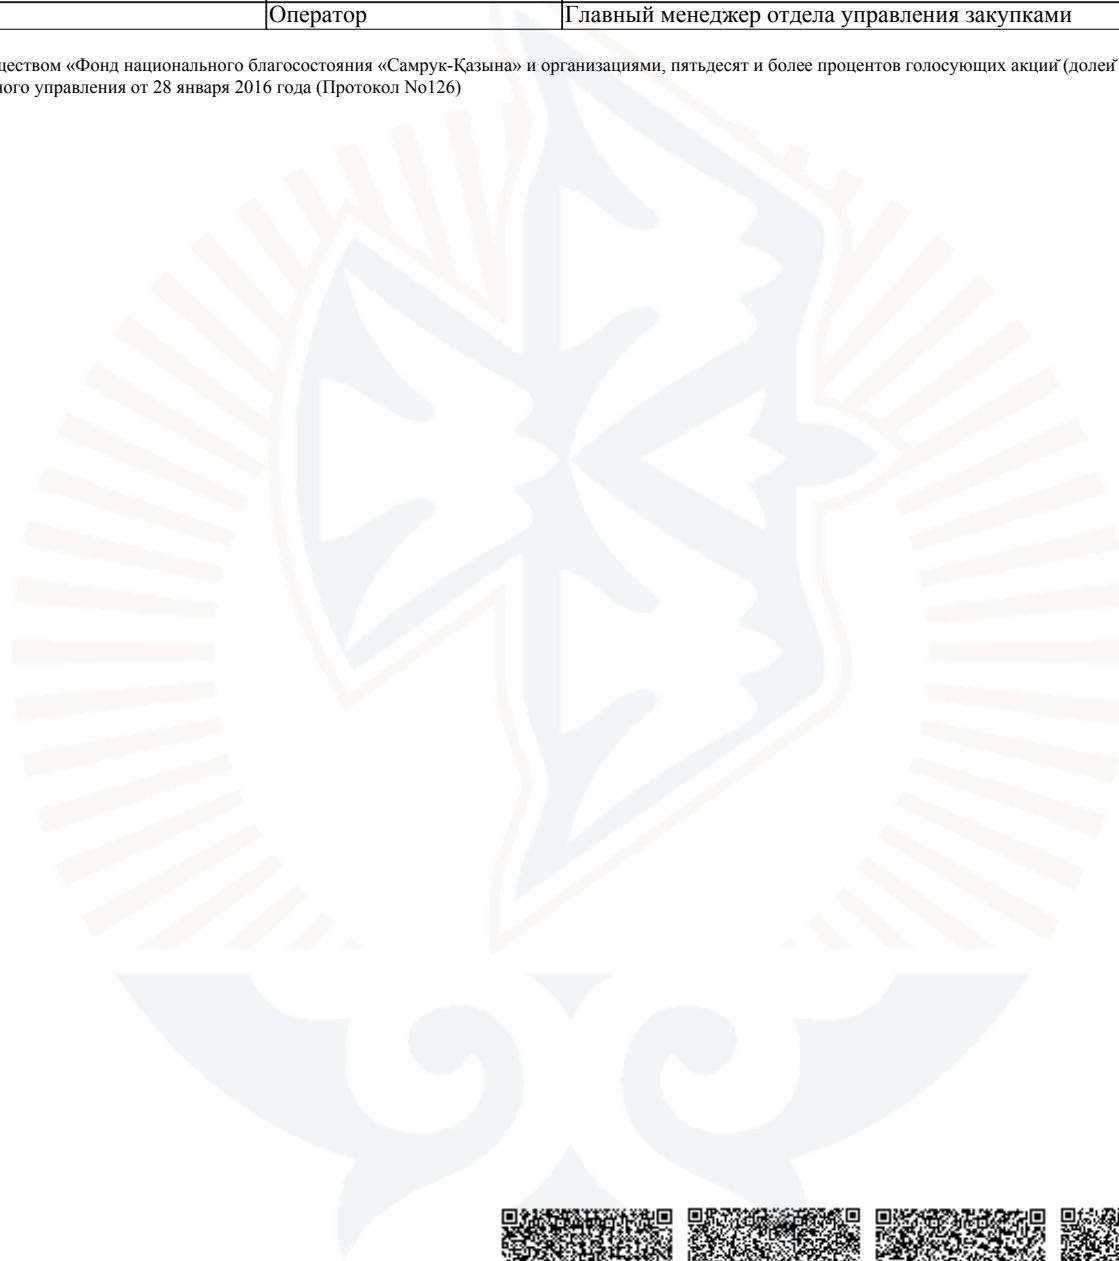 Оператор Главный менеджер отдела управления закупками
ществом «Фонд национального благосостояния «Самрук-Қазына» и организациями, пятьдесят и более процентов голосующих акций (долей
ного управления от 28 января 2016 года (Протокол No126)